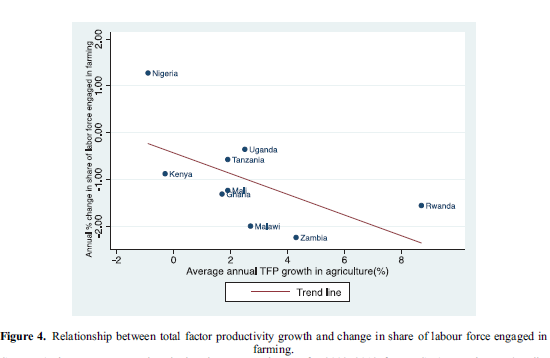 Annual % change in share of labor force engaged in farming
2.00
1.00
0.00
-1.00
-2.00
Nigeria
Uganda
Tanzania
Kenya
Mali
Ghana
Rwanda
Malawi
Zambia
-2 0 2 4 6 8
Average annual TFP growth in agriculture(%)
Trend line
Figure 4. Relationship between total factor productivity growth and change in share of labour force engaged in
farming.